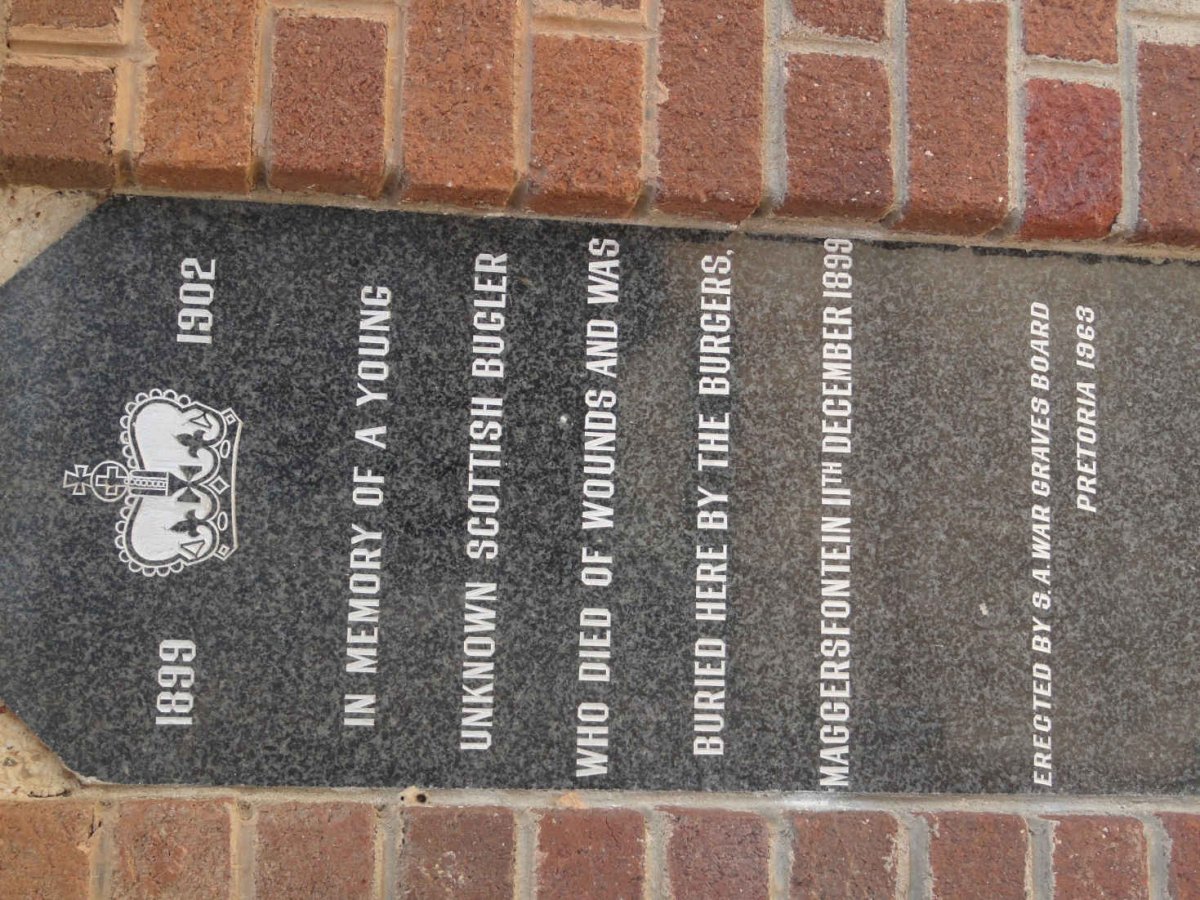 1899 1902
IN MEMORY OF A YOUNG
UNKNOWN SCOTTISH BUGLER
WHO DIED OF WOUNDS AND WAS
BURIED HERE BY THE BURGERS,
MAGGERSFONTEIN 11TH DECEMBER 1899
ERECTED BY S.A. WAR GRAVES BOARD
PRETORIA 1963